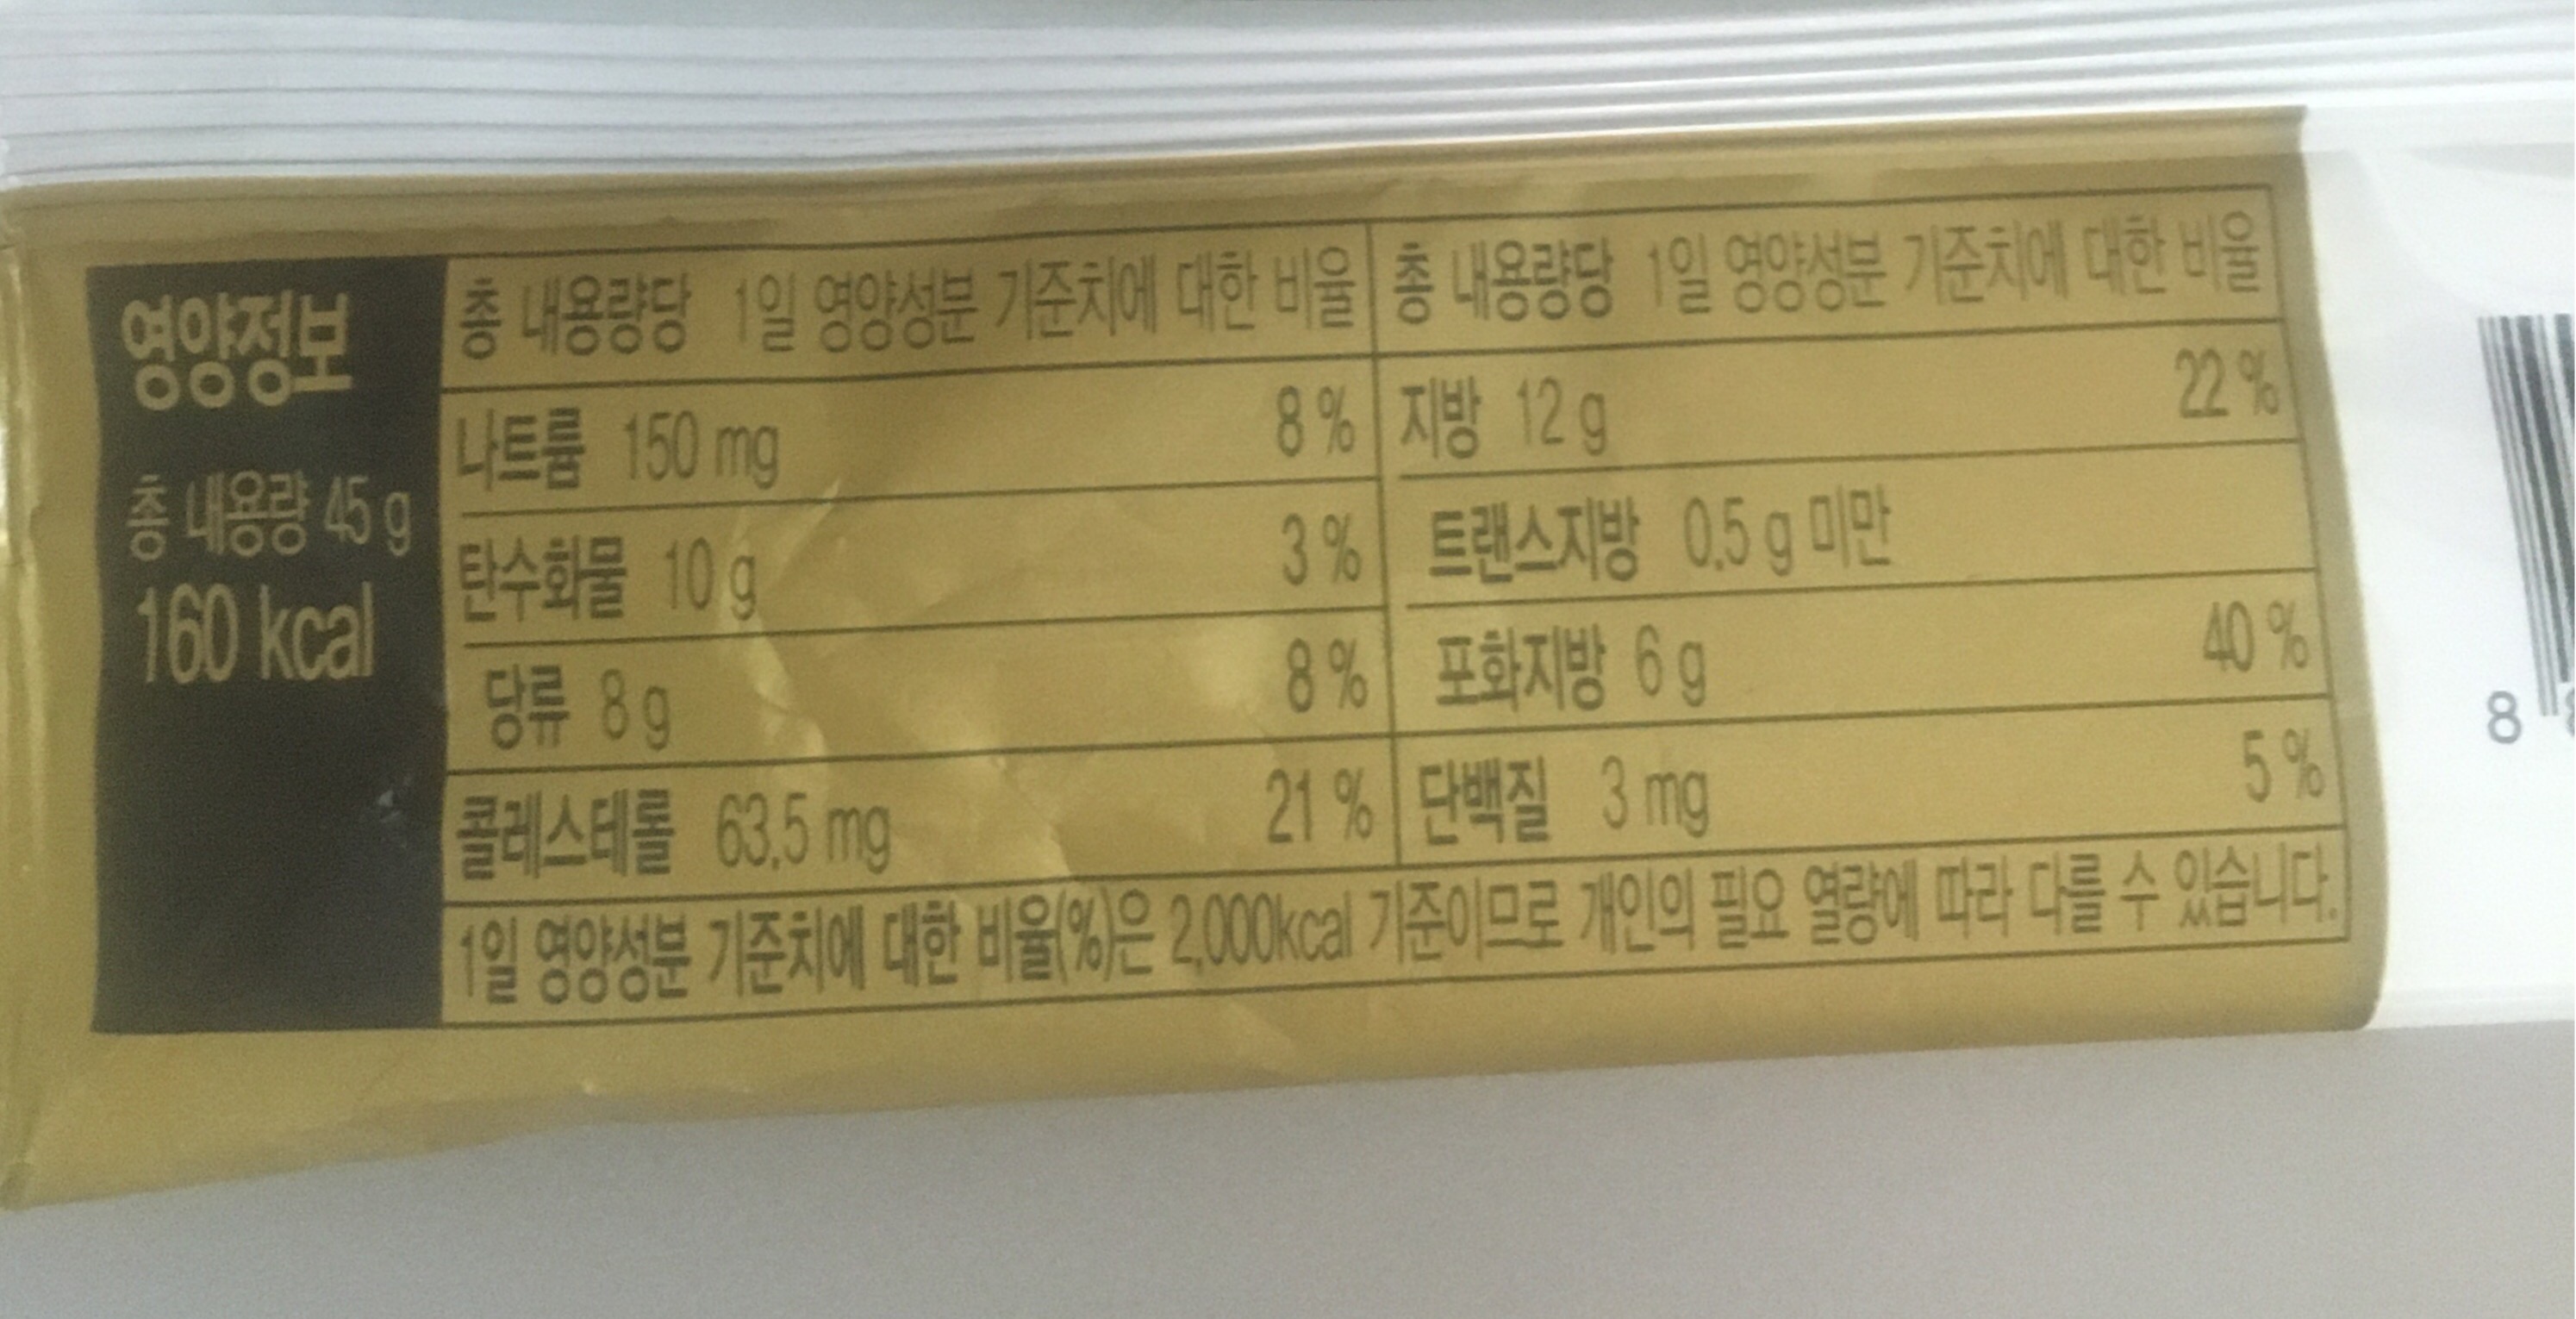 영양정보
총 내용량 45 g
160 kcal
총 내용량당 1일 영양성분 기준치에 대한 비율
나트륨 150 mg 8 %
탄수화물 10 g 3 %
당류 8 g 8 %
콜레스테롤 63.5 mg 21 %
총 내용량당 1일 영양성분 기준치에 대한 비율
지방 12 g 22 %
트랜스지방 0.5 g 미만
포화지방 6 g 40 %
단백질 3 mg 5 %
1일 영양성분 기준치에 대한 비율(%)은 2,000kcal 기준이므로 개인의 필요 열량에 따라 다를 수 있습니다.
8